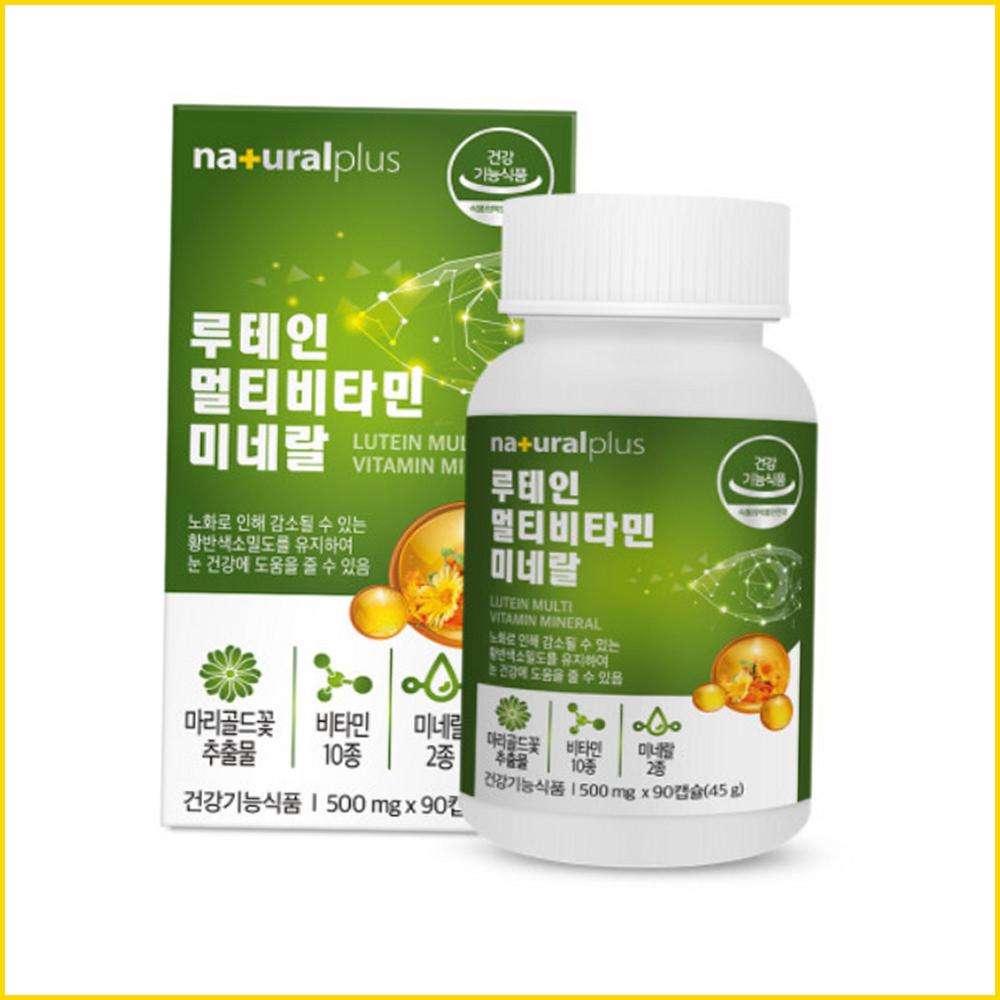 na+uralplus
건강
기능식품
루테인
멀티비타민
미네랄
LUTEIN MUL
VITAMIN MI
노화로 인해 감소될 수 있는
황반색소밀도를 유지하여
눈 건강에 도움을 줄 수 있음
마리골드꽃
추출물
비타민
10종
미네랄
2종
건강기능식품 | 500 mg x 90캡
na+uralplus
건강
기능식품
식품의약품안전처
루테인
멀티비타민
미네랄
LUTEIN MULTI
VITAMIN MINERAL
노화로 인해 감소될 수 있는
황반색소밀도를 유지하여
눈 건강에 도움을 줄 수 있음
마리골드꽃
추출물
비타민
10종
미네랄
2종
건강기능식품 | 500 mg x 90캡슐(45 g)